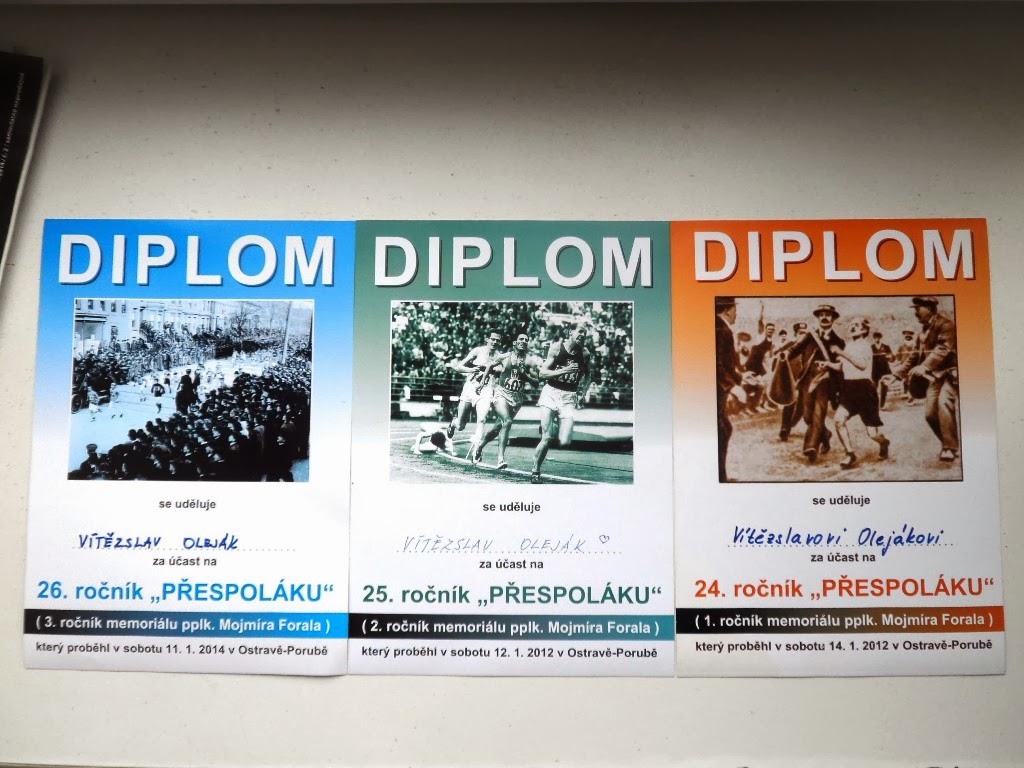 DIPLOM
se uděluje
VÍTĚZSLAV OLEJÁK
za účast na
26. ročník „PŘESPOLÁKU“
( 3. ročník memoriálu pplk. Mojmíra Forala )
který proběhl v sobotu 11. 1. 2014 v Ostravě-Porubě
DIPLOM
se uděluje
VÍTĚZSLAV OLEJÁK ♡
za účast na
25. ročník „PŘESPOLÁKU“
( 2. ročník memoriálu pplk. Mojmíra Forala )
který proběhl v sobotu 12. 1. 2012 v Ostravě-Porubě
DIPLOM
se uděluje
Vítězslavovi Olejákovi
za účast na
24. ročník „PŘESPOLÁKU“
( 1. ročník memoriálu pplk. Mojmíra Forala )
který proběhl v sobotu 14. 1. 2012 v Ostravě-Porubě